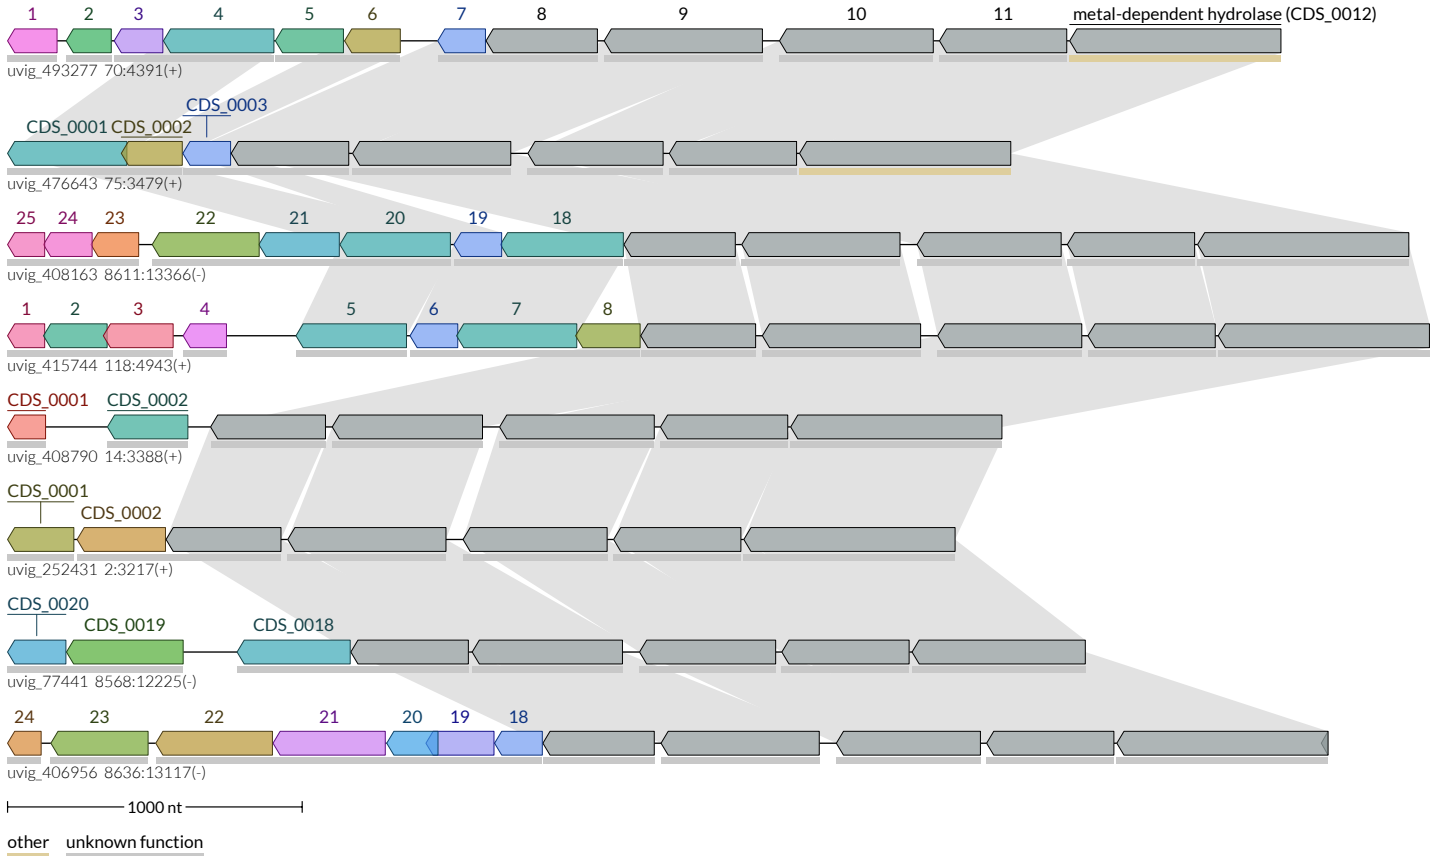 1 2 3 4 5 6 7 8 9 10 11 metal-dependent hydrolase (CDS_0012)
uvig_493277 70:4391(+)
CDS_0003
CDS_0001 CDS_0002
uvig_476643 75:3479(+)
25 24 23 22 21 20 19 18
uvig_408163 8611:13366(-)
1 2 3 4 5 6 7 8
uvig_415744 118:4943(+)
CDS_0001 CDS_0002
uvig_408790 14:3388(+)
CDS_0001
CDS_0002
uvig_252431 2:3217(+)
CDS_0020
CDS_0019 CDS_0018
uvig_77441 8568:12225(-)
24 23 22 21 20 19 18
uvig_406956 8636:13117(-)
1000 nt
other unknown function